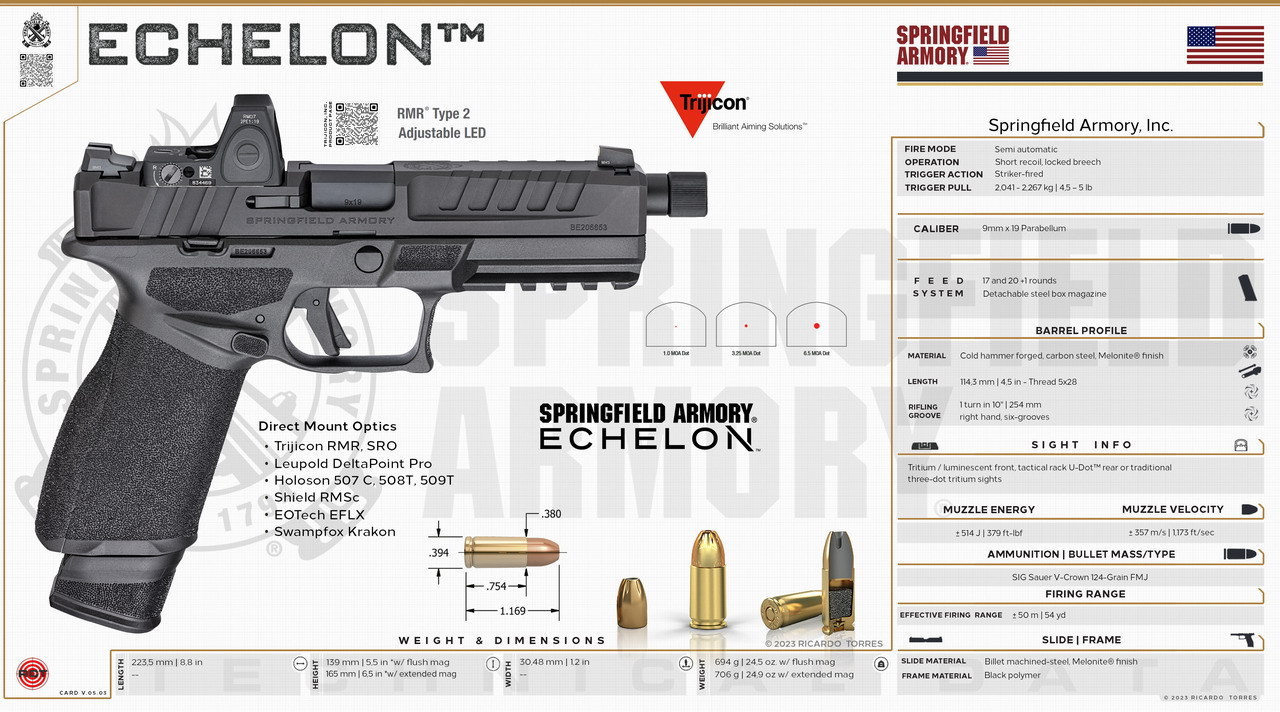 ECHELON™
SPRINGFIELD
ARMORY®
RMR® Type 2
Adjustable LED
TRIJICON, INC.
PRODUCT PAGE
Trijicon®
Brilliant Aiming Solutions™
RM07
834469
9x19
SPRINGFIELD ARMORY
BE206653
BE206653
1.0 MOA Dot
3.25 MOA Dot
6.5 MOA Dot
SPRINGFIELD ARMORY®
ECHELON™
Direct Mount Optics
• Trijicon RMR, SRO
• Leupold DeltaPoint Pro
• Holoson 507 C, 508T, 509T
• Shield RMSc
• EOTech EFLX
• Swampfox Krakon
.380
.394
.754
1.169
© 2023 RICARDO TORRES
WEIGHT & DIMENSIONS
LENGTH
223.5 mm | 8.8 in
--
HEIGHT
139 mm | 5.5 in *w/ flush mag
165 mm | 6,5 in *w/ extended mag
WIDTH
30.48 mm | 1.2 in
--
WEIGHT
694 g | 24.5 oz. w/ flush mag
706 g | 24,9 oz w/ extended mag
CARD V.05.03
Springfield Armory, Inc.
FIRE MODE Semi automatic
OPERATION Short recoil, locked breech
TRIGGER ACTION Striker-fired
TRIGGER PULL 2,041 - 2,267 kg | 4,5 – 5 lb
CALIBER 9mm x 19 Parabellum
FEED SYSTEM
17 and 20 +1 rounds
Detachable steel box magazine
BARREL PROFILE
MATERIAL Cold hammer forged, carbon steel, Melonite® finish
LENGTH 114,3 mm | 4,5 in - Thread 5x28
RIFLING GROOVE
1 turn in 10" | 254 mm
right hand, six-grooves
SIGHT INFO
Tritium / luminescent front, tactical rack U-Dot™ rear or traditional
three-dot tritium sights
MUZZLE ENERGY MUZZLE VELOCITY
± 514 J | 379 ft-lbf ± 357 m/s | 1,173 ft/sec
AMMUNITION | BULLET MASS/TYPE
SIG Sauer V-Crown 124-Grain FMJ
FIRING RANGE
EFFECTIVE FIRING RANGE ± 50 m | 54 yd
SLIDE | FRAME
SLIDE MATERIAL Billet machined-steel, Melonite® finish
FRAME MATERIAL Black polymer
© 2023 RICARDO TORRES
SPRINGFIELD
ARMORY
TECHNICAL DATA